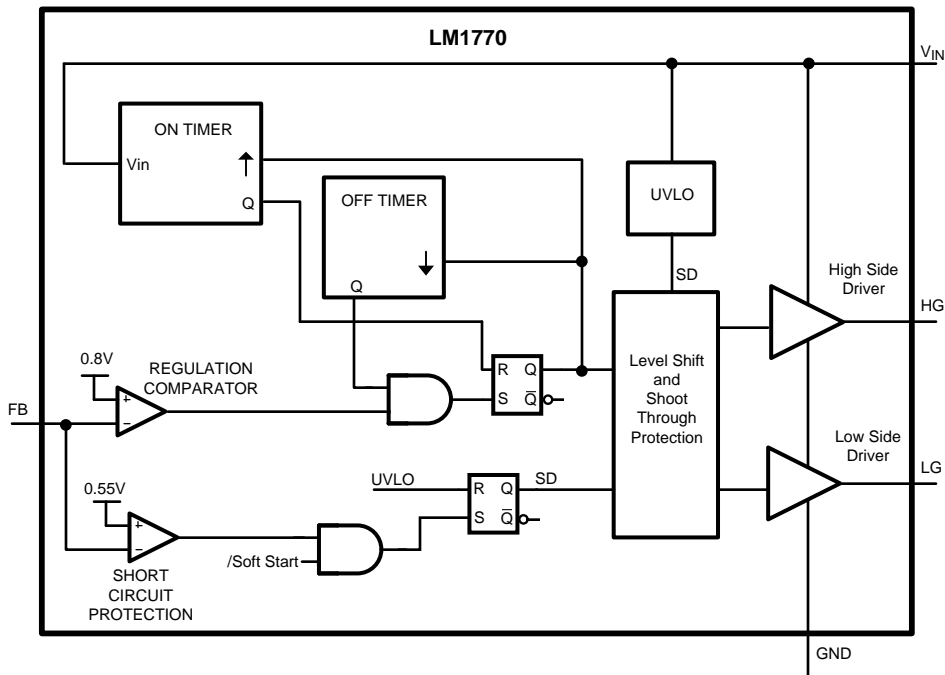 LM1770
VIN
ON TIMER
Vin
Q
OFF TIMER
Q
UVLO
SD
High Side
Driver
HG
0.8V
REGULATION
COMPARATOR
FB
+
−
R Q
S Q̅
Level Shift
and
Shoot
Through
Protection
Low Side
Driver
LG
UVLO
R Q
S Q̅
SD
0.55V
+
−
/Soft Start
SHORT
CIRCUIT
PROTECTION
GND